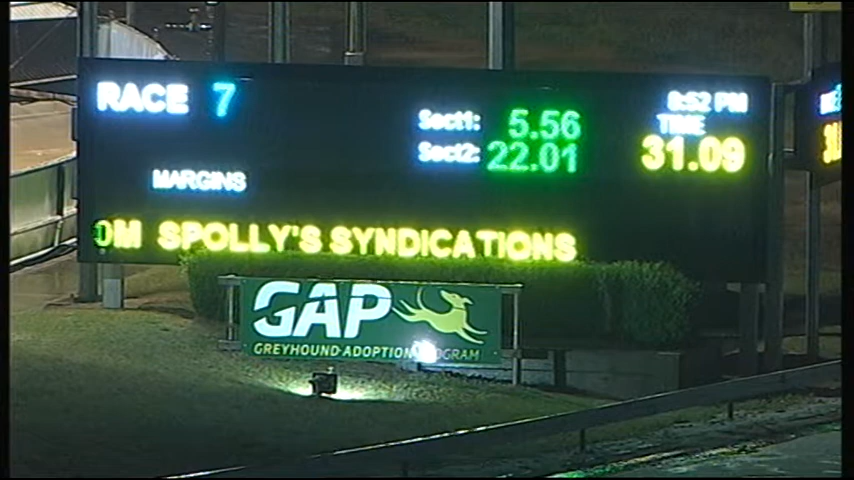 RACE 7
Sect1: 5.56
Sect2: 22.01
8:52 PM
TIME
31.09
MARGINS
OM SPOLLY'S SYNDICATIONS
GAP
GREYHOUND ADOPTION PROGRAM